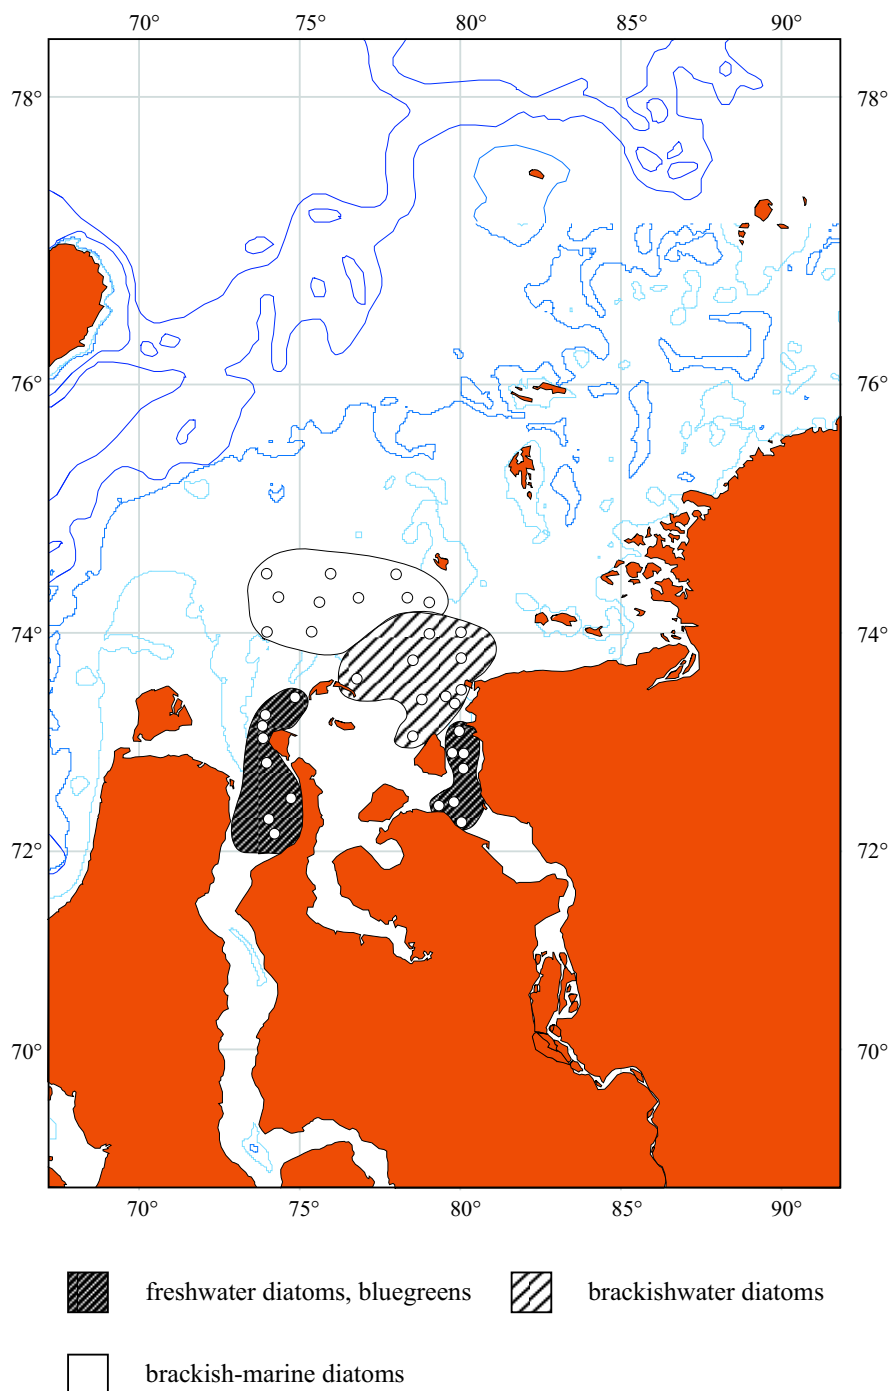 70° 75° 80° 85° 90°
78° 78°
76° 76°
74° 74°
72° 72°
70° 70°
70° 75° 80° 85° 90°
freshwater diatoms, bluegreens brackishwater diatoms
brackish-marine diatoms